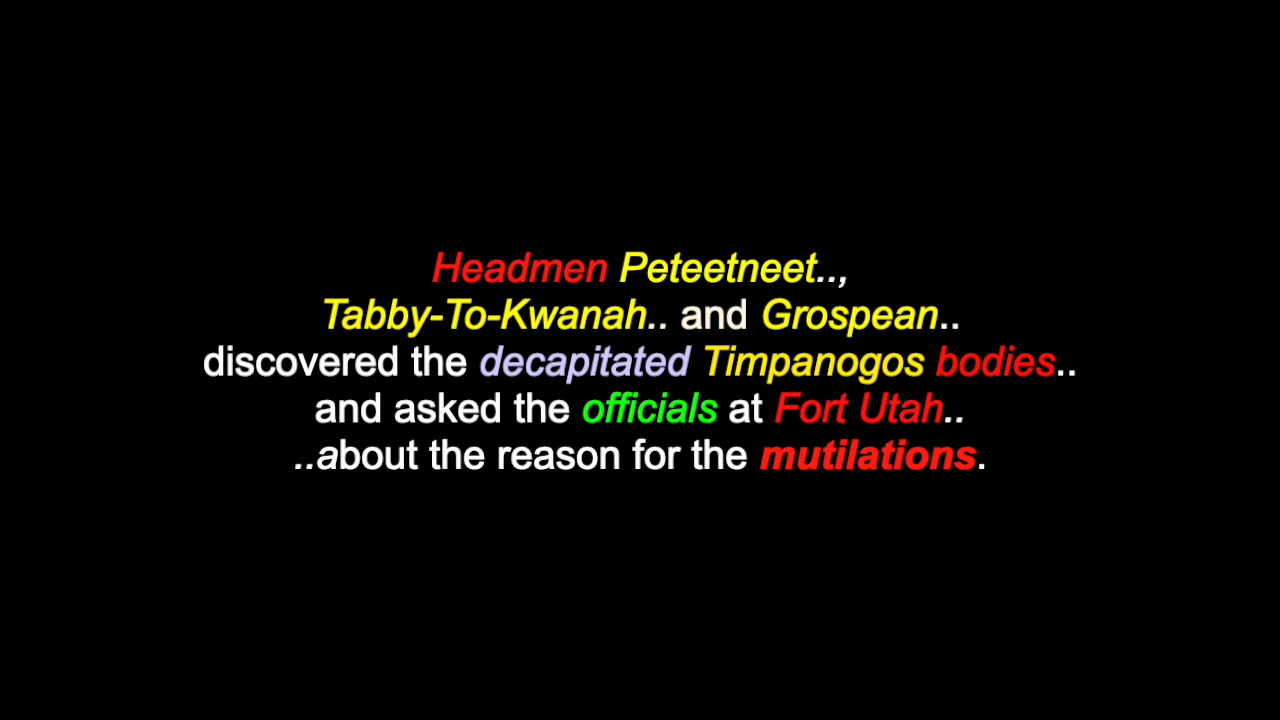 Headmen Peteetneet..,
Tabby-To-Kwanah.. and Grospean..
discovered the decapitated Timpanogos bodies..
and asked the officials at Fort Utah..
..about the reason for the mutilations.